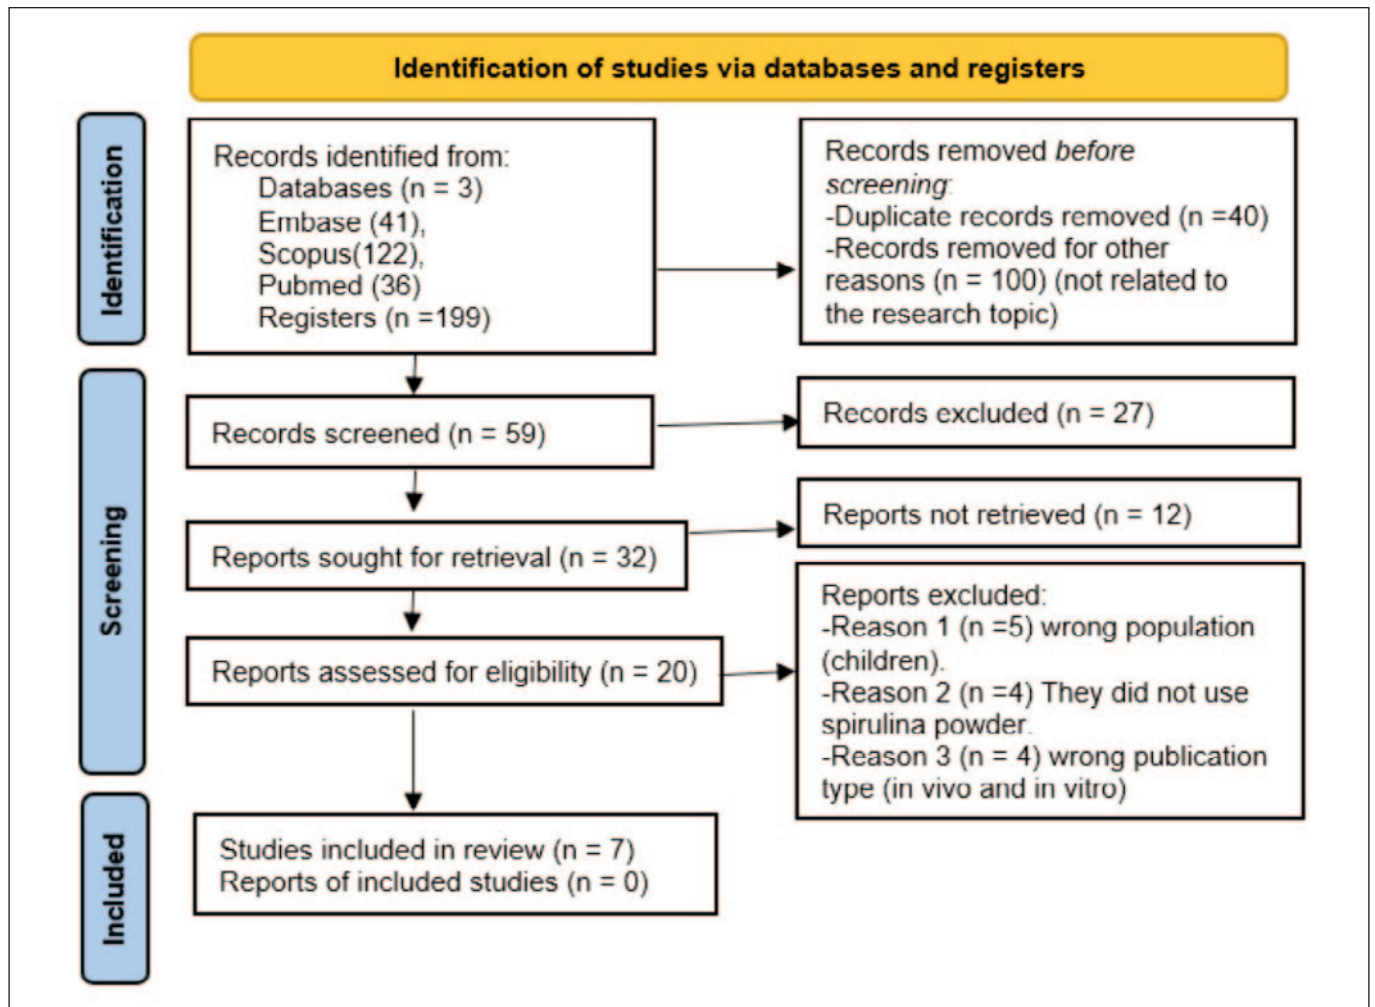 Identification of studies via databases and registers
Identification
Records identified from:
Databases (n = 3)
Embase (41),
Scopus(122),
Pubmed (36)
Registers (n =199)
Records removed before
screening:
-Duplicate records removed (n =40)
-Records removed for other
reasons (n = 100) (not related to
the research topic)
Screening
Records screened (n = 59)
Records excluded (n = 27)
Reports sought for retrieval (n = 32)
Reports not retrieved (n = 12)
Reports assessed for eligibility (n = 20)
Reports excluded:
-Reason 1 (n =5) wrong population
(children).
-Reason 2 (n =4) They did not use
spirulina powder.
-Reason 3 (n = 4) wrong publication
type (in vivo and in vitro)
Included
Studies included in review (n = 7)
Reports of included studies (n = 0)